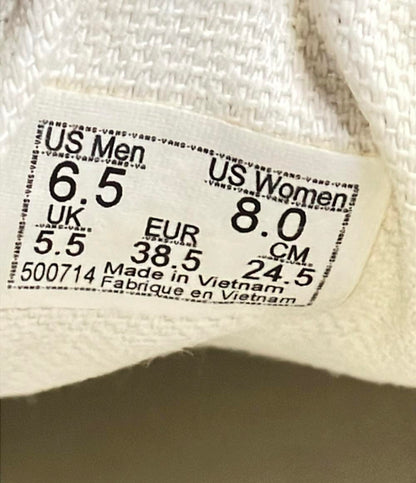 US Men US Women
6.5 8.0
UK EUR CM
5.5 38.5 24.5
500714 Made in Vietnam
Fabrique en Vietnam